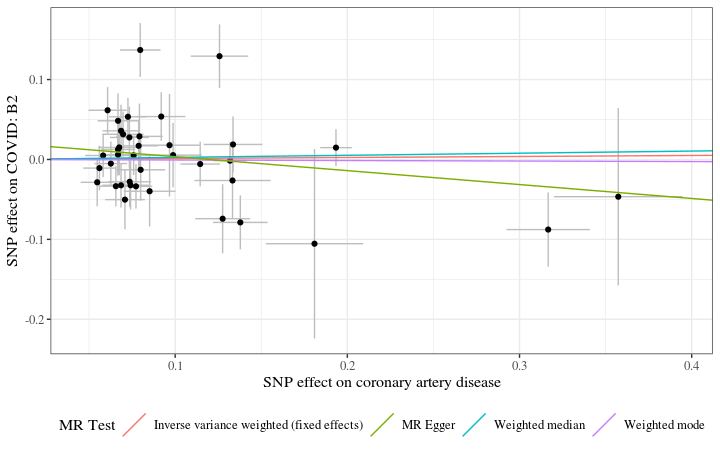 SNP effect on COVID: B2
0.1
0.0
-0.1
-0.2
0.1 0.2 0.3 0.4
SNP effect on coronary artery disease
MR Test Inverse variance weighted (fixed effects) MR Egger Weighted median Weighted mode